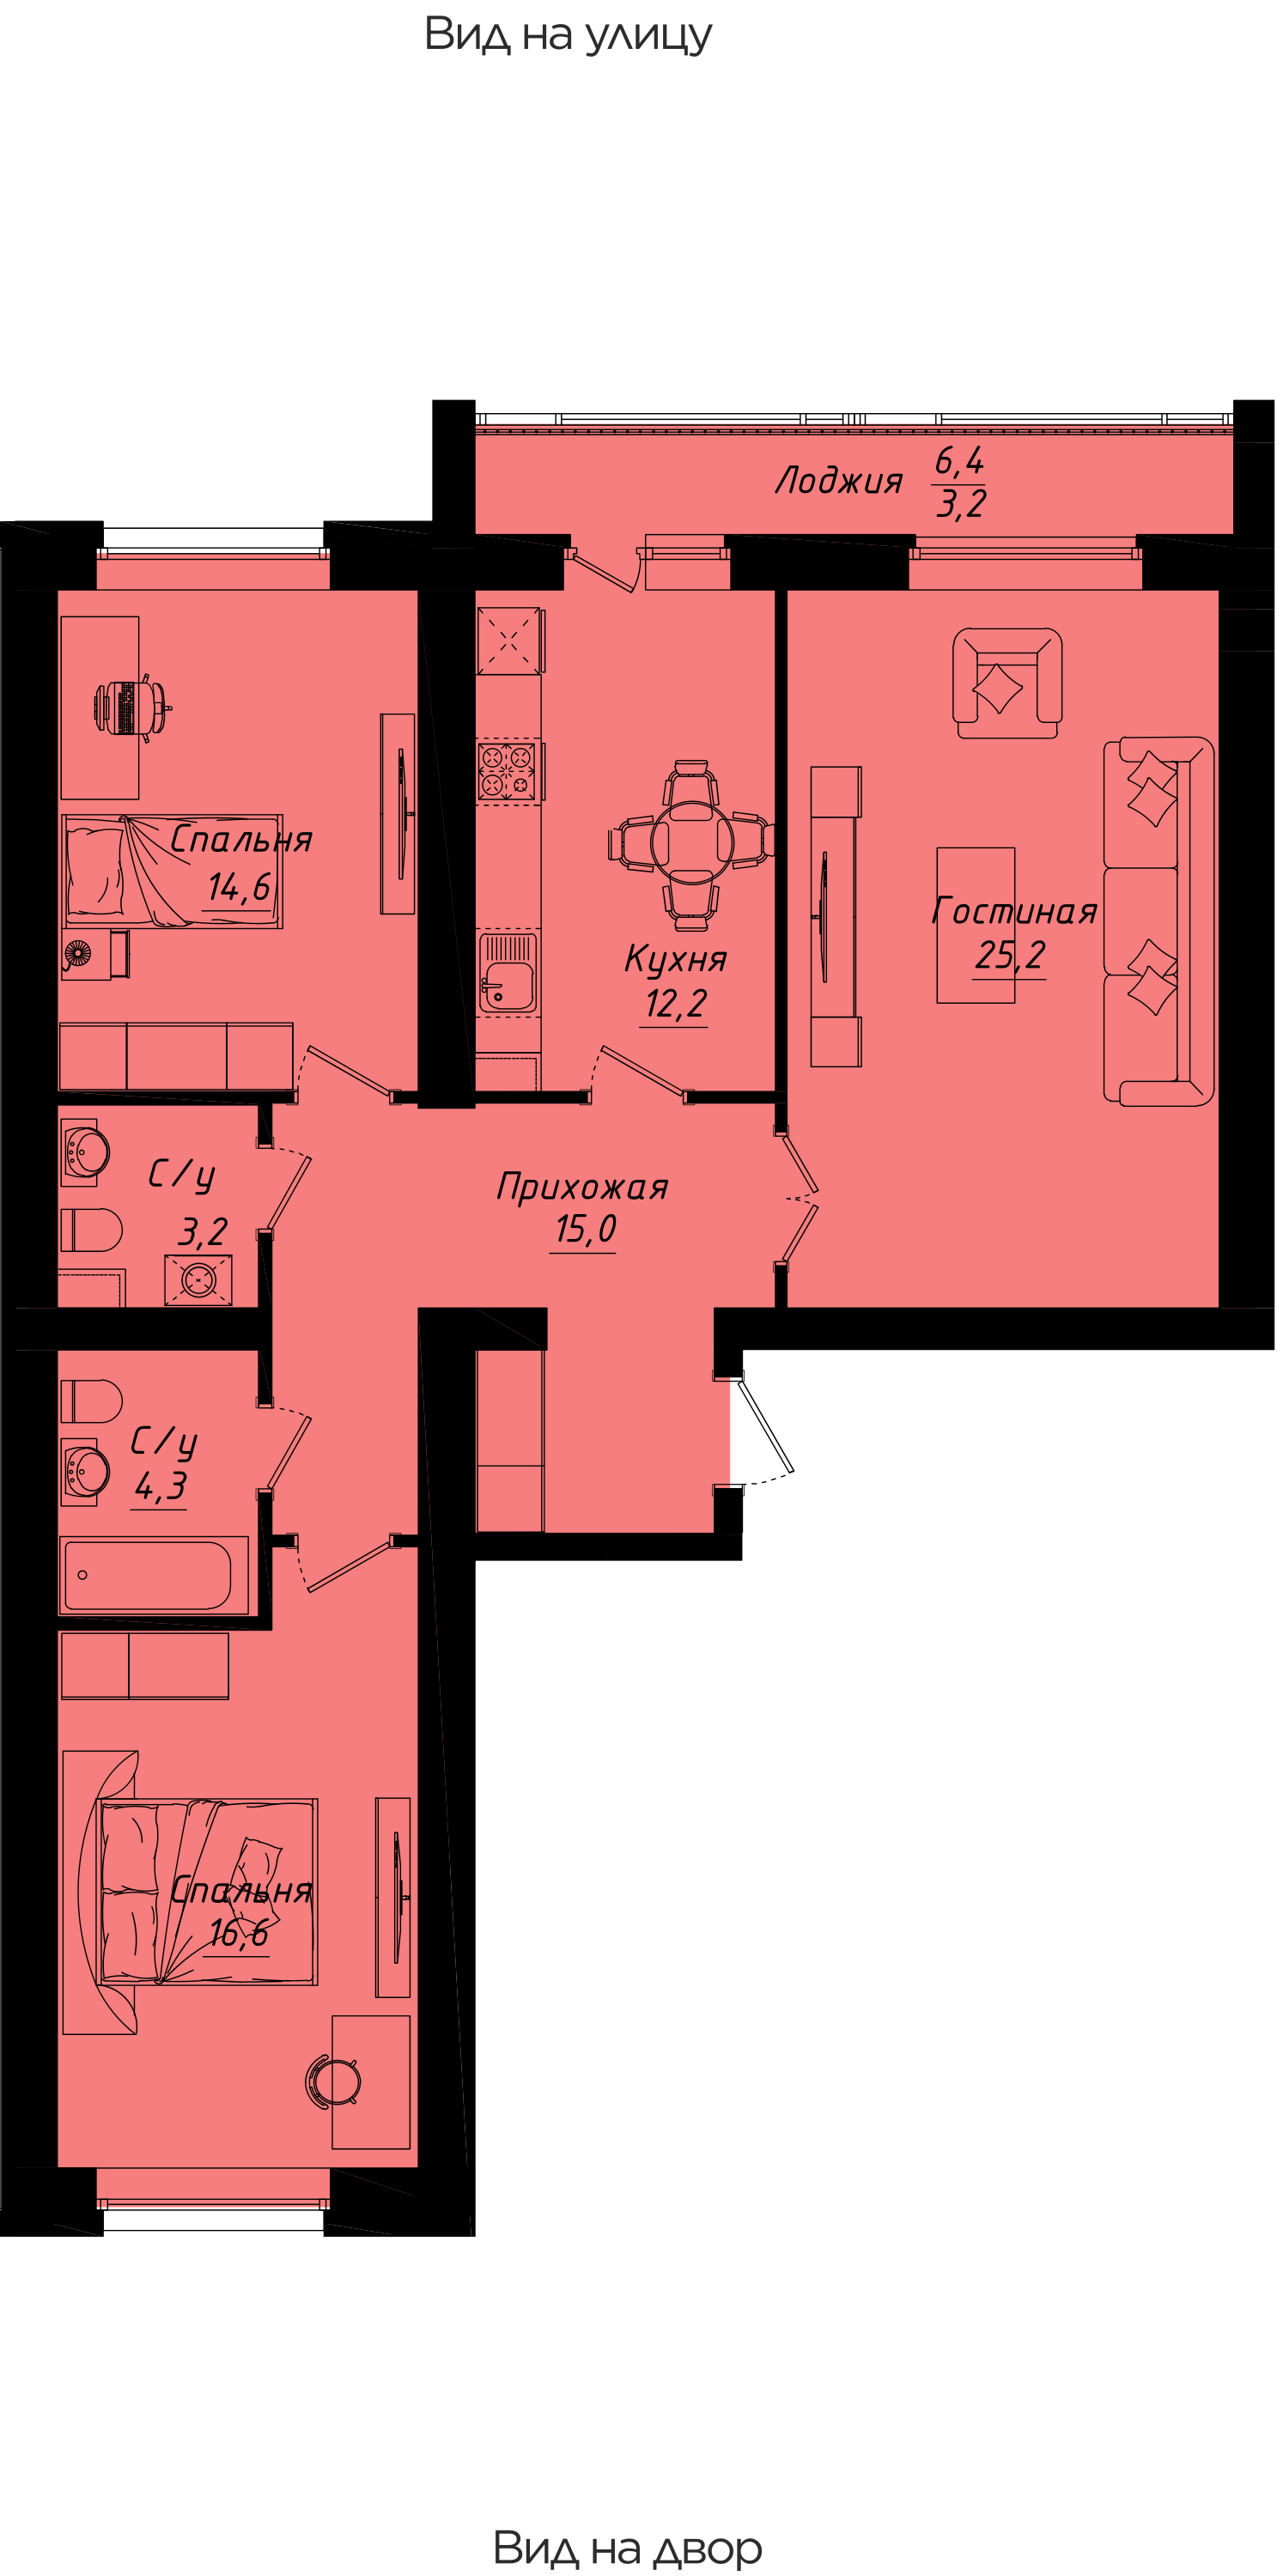 Вид на улицу
Лоджия 6,4
3,2
Спальня
14,6
Гостиная
25,2
Кухня
12,2
С/у
3,2
Прихожая
15,0
С/у
4,3
Спальня
16,6
Вид на двор